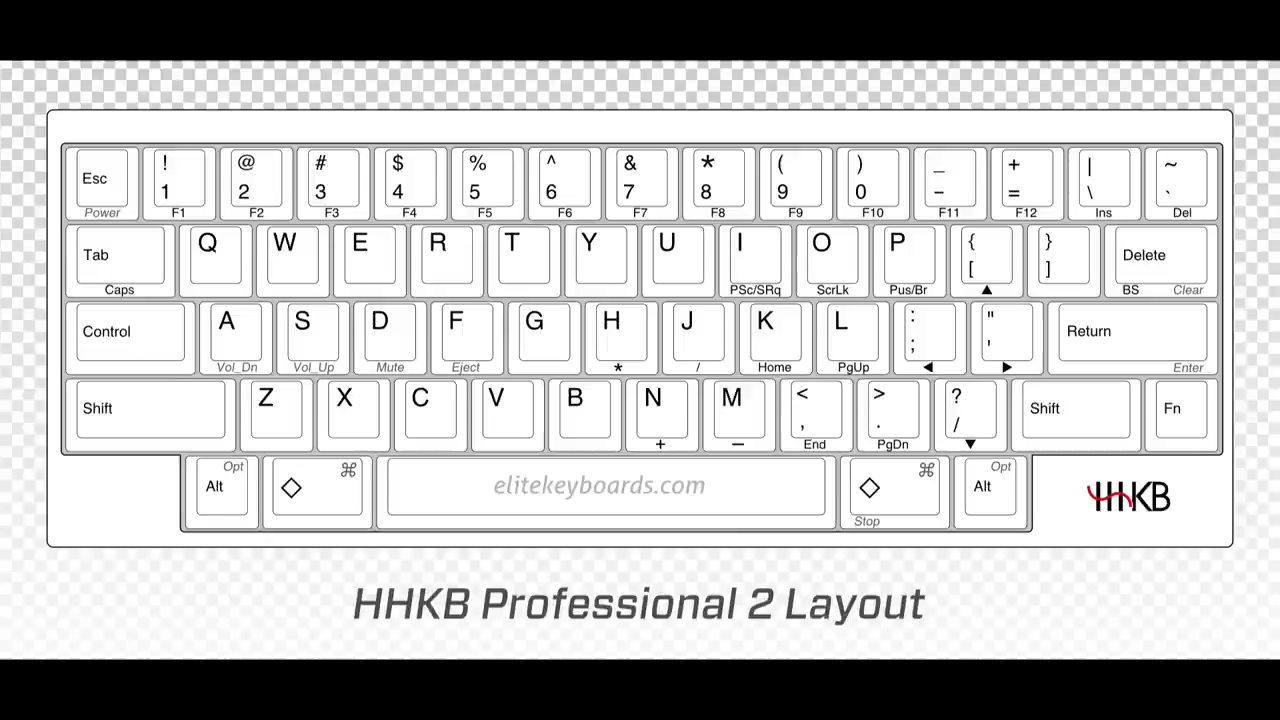 Esc ! 1 @ 2 # 3 $ 4 % 5 ^ 6 & 7 * 8 ( 9 ) 0 _ - + = | \ ~ `
Power F1 F2 F3 F4 F5 F6 F7 F8 F9 F10 F11 F12 Ins Del
Tab Q W E R T Y U I O P { [ } ] Delete
Caps PSc/SRq ScrLk Pus/Br ▲ BS Clear
Control A S D F G H J K L : ; " ' Return
Vol_Dn Vol_Up Mute Eject * / Home PgUp ◀ ▶ Enter
Shift Z X C V B N M < , > . ? / Shift Fn
+ − End PgDn ▼
Opt Alt ◇ ⌘ elitekeyboards.com ◇ ⌘ Opt Alt HHKB
Stop
HHKB Professional 2 Layout